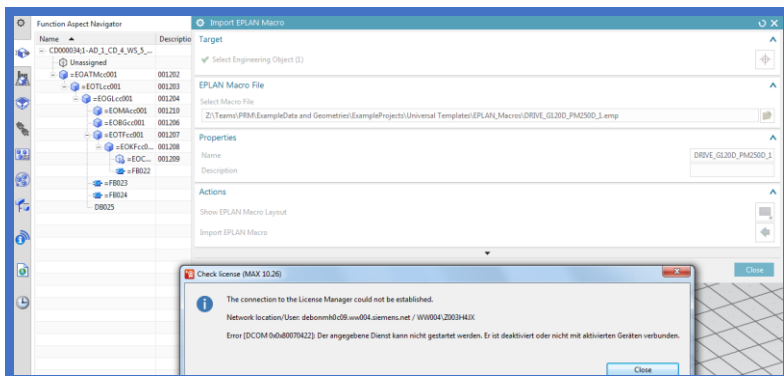 Function Aspect Navigator
Name
Descriptio
CD000034;1-AD_1_CD_4_WS_5_...
Unassigned
=EOATMcc001 001202
=EOTLcc001 001203
=EOGLcc001 001204
=EOMAcc001 001210
=EOBGcc001 001206
=EOTFcc001 001207
=EOKFcc0... 001208
=EOC... 001209
=FB022
=FB023
=FB024
DB025
Import EPLAN Macro
Target
Select Engineering Object (1)
EPLAN Macro File
Select Macro File
Z:\Teams\PRM\ExampleData and Geometries\ExampleProjects\Universal Templates\EPLAN_Macros\DRIVE_G120D_PM250D_1.emp
Properties
Name DRIVE_G120D_PM250D_1
Description
Actions
Show EPLAN Macro Layout
Import EPLAN Macro
Close
Check license (MAX 10.26)
The connection to the License Manager could not be established.
Network location/User: debonmh0c09.ww004.siemens.net / WW004\Z003H4JX
Error [DCOM 0x0x80070422]: Der angegebene Dienst kann nicht gestartet werden. Er ist deaktiviert oder nicht mit aktivierten Geräten verbunden.
Close